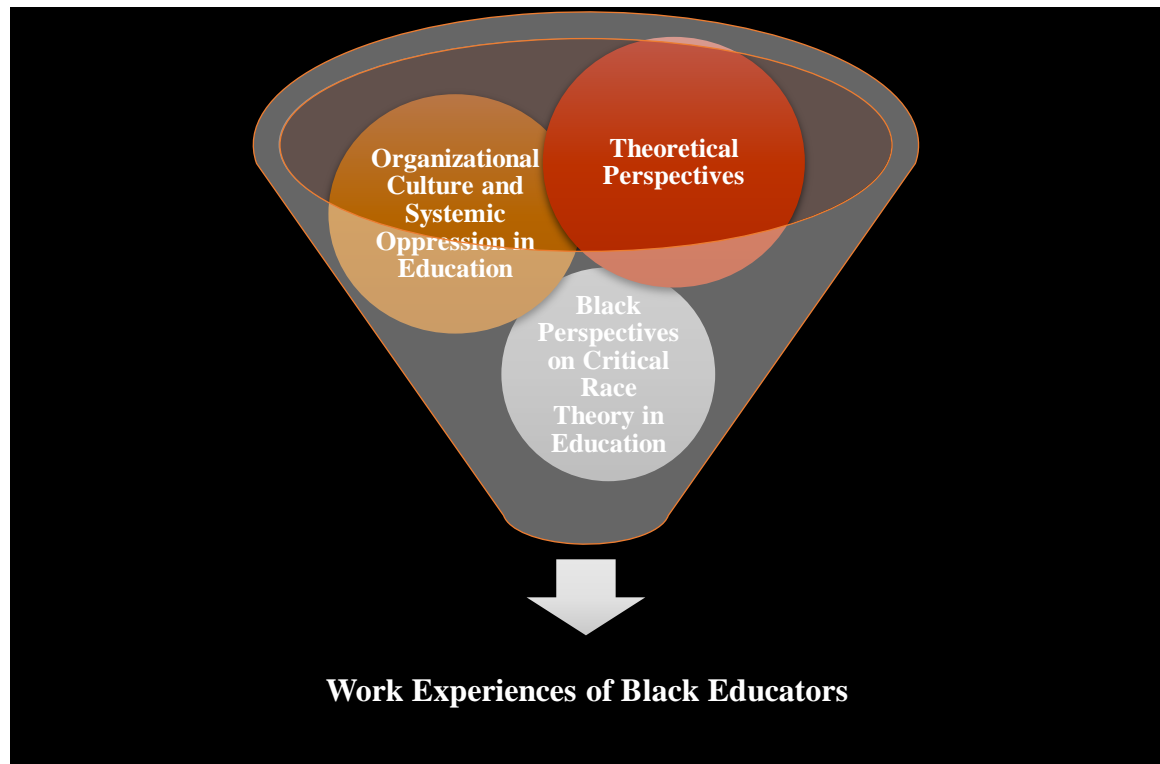 Organizational
Culture and
Systemic
Oppression in
Education
Theoretical
Perspectives
Black
Perspectives
on Critical
Race
Theory in
Education
Work Experiences of Black Educators